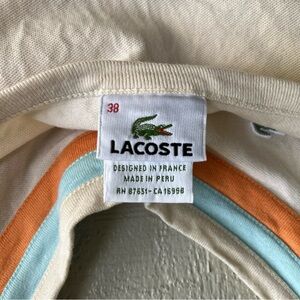 38
LACOSTE
DESIGNED IN FRANCE
MADE IN PERU
RN 87651-CA 16998